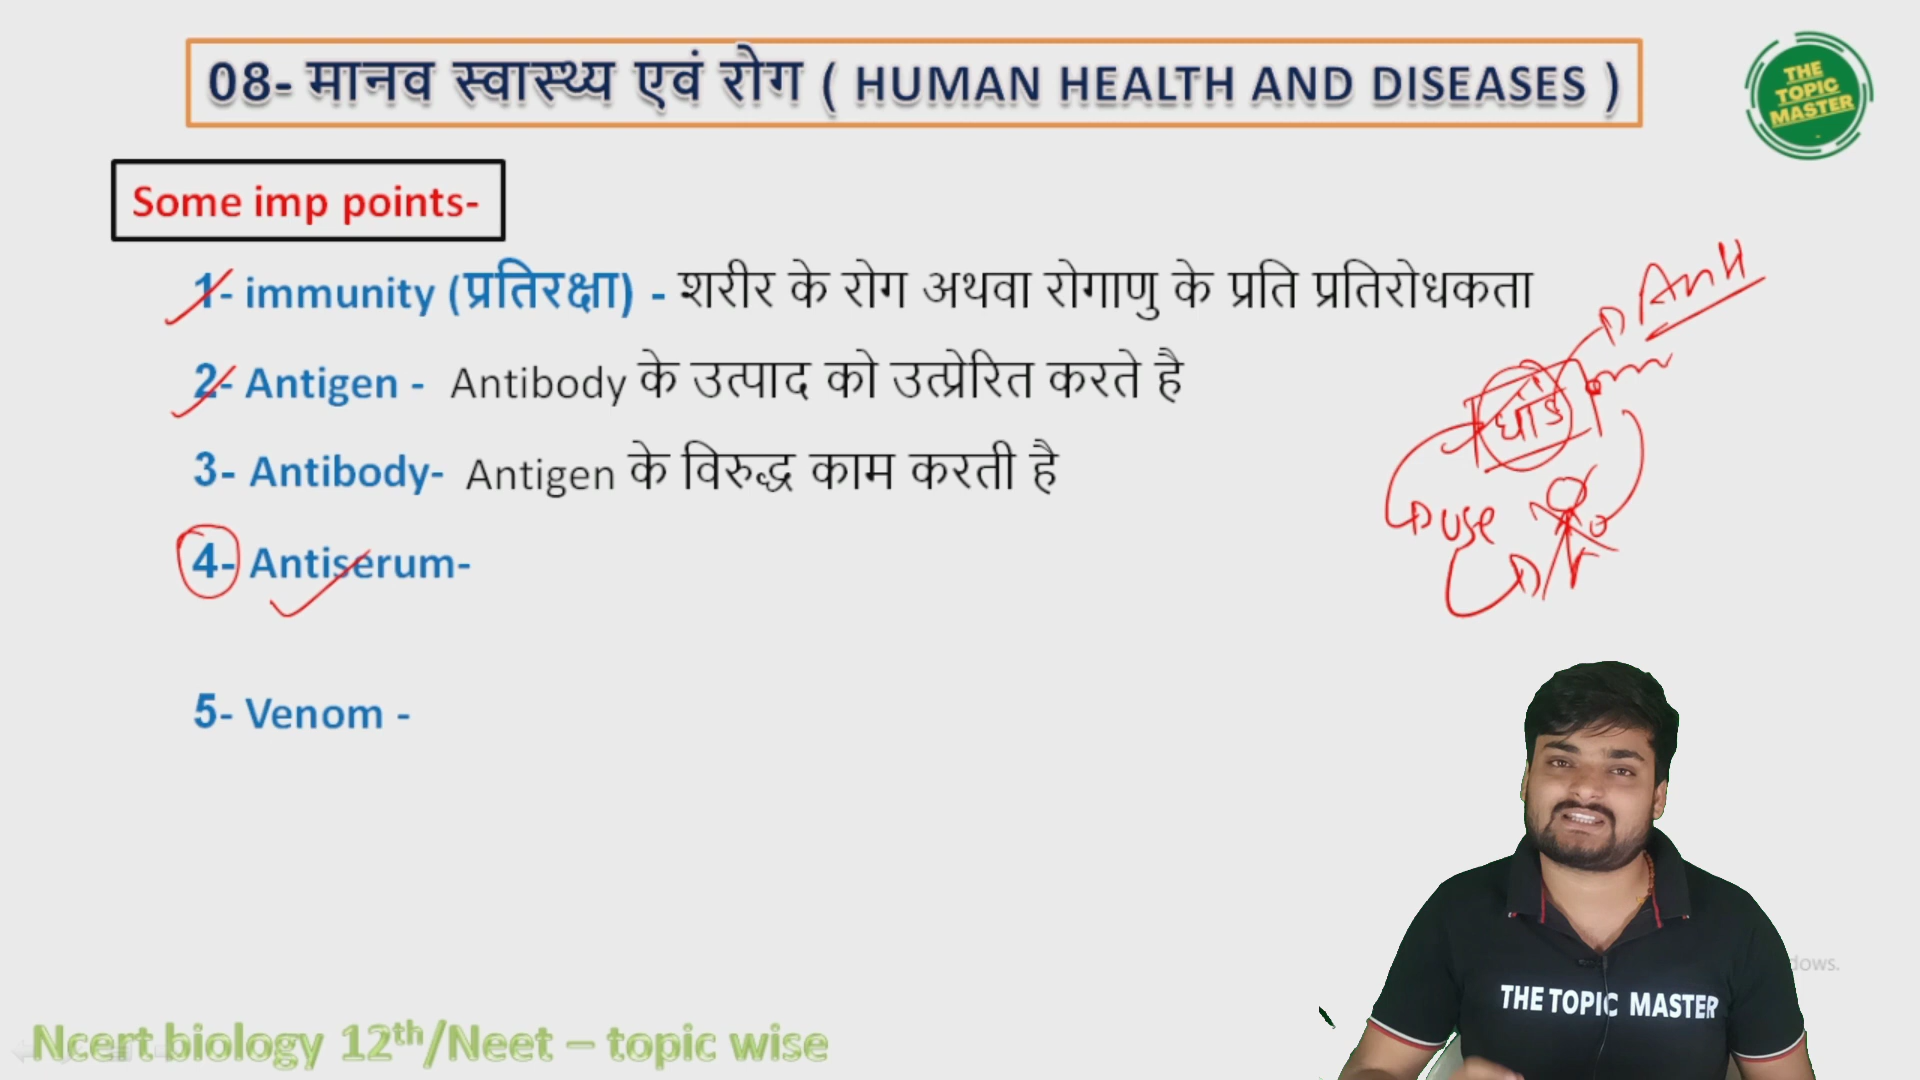 08- मानव स्वास्थ्य एवं रोग ( HUMAN HEALTH AND DISEASES )
THE
TOPIC
MASTER
Some imp points-
1- immunity (प्रतिरक्षा) - शरीर के रोग अथवा रोगाणु के प्रति प्रतिरोधकता
2- Antigen - Antibody के उत्पाद को उत्प्रेरित करते है
3- Antibody- Antigen के विरुद्ध काम करती है
use
4- Antiserum-
5- Venom -
dows.
THE TOPIC MASTER
Ncert biology 12th/Neet – topic wise